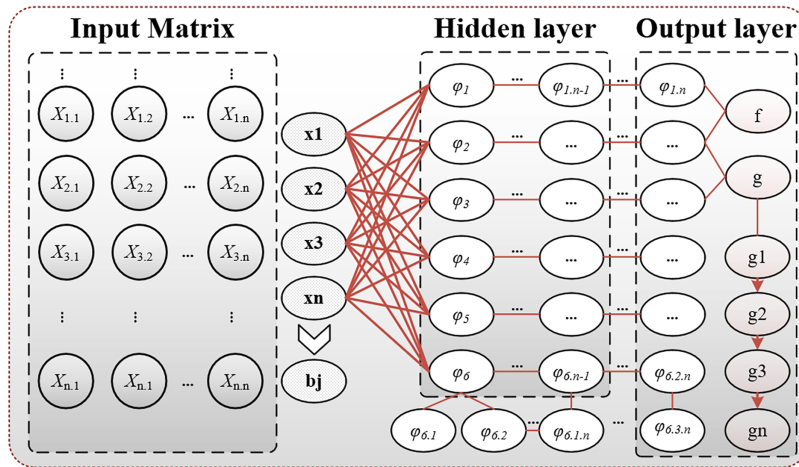 Input Matrix
Hidden layer
Output layer
⋮ ⋮ ⋮
X1.1 X1.2 ... X1.n
X2.1 X2.2 ... X2.n
X3.1 X3.2 ... X3.n
⋮ ⋮ ⋮
Xn.1 Xn.1 ... Xn.n
x1
x2
x3
xn
bj
φ1 ... φ1.n-1 ... φ1.n
φ2 ... ... ... ...
φ3 ... ... ... ...
φ4 ... ... ... ...
φ5 ... ... ... ...
φ6 ... φ6.n-1 ... φ6.2.n
φ6.1 φ6.2 ... φ6.1.n ... φ6.3.n
f
g
g1
g2
g3
gn